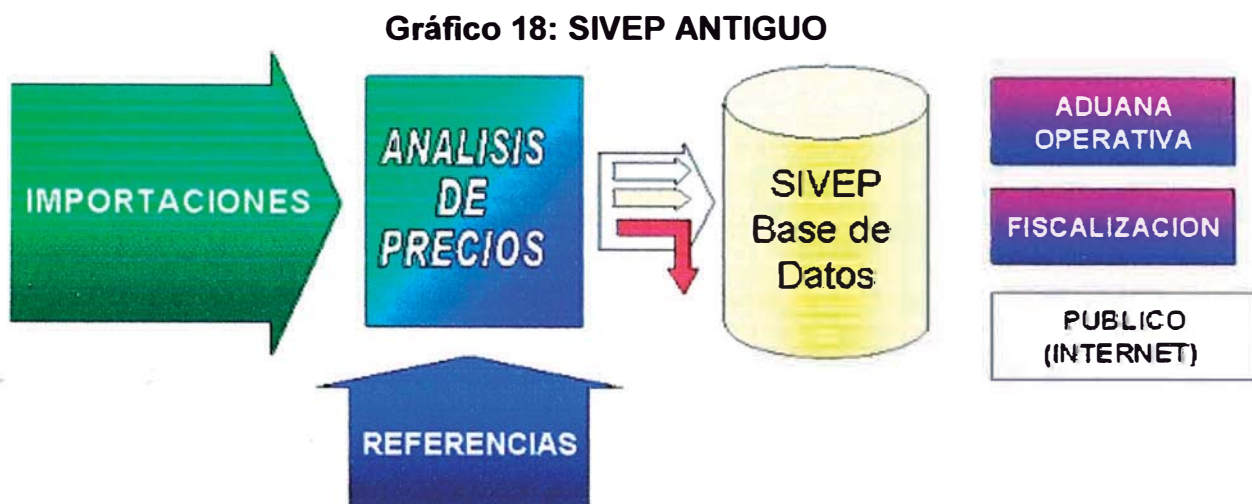 Gráfico 18: SIVEP ANTIGUO
IMPORTACIONES
ANALISIS
DE
PRECIOS
REFERENCIAS
SIVEP
Base de
Datos
ADUANA
OPERATIVA
FISCALIZACION
PUBLICO
(INTERNET)